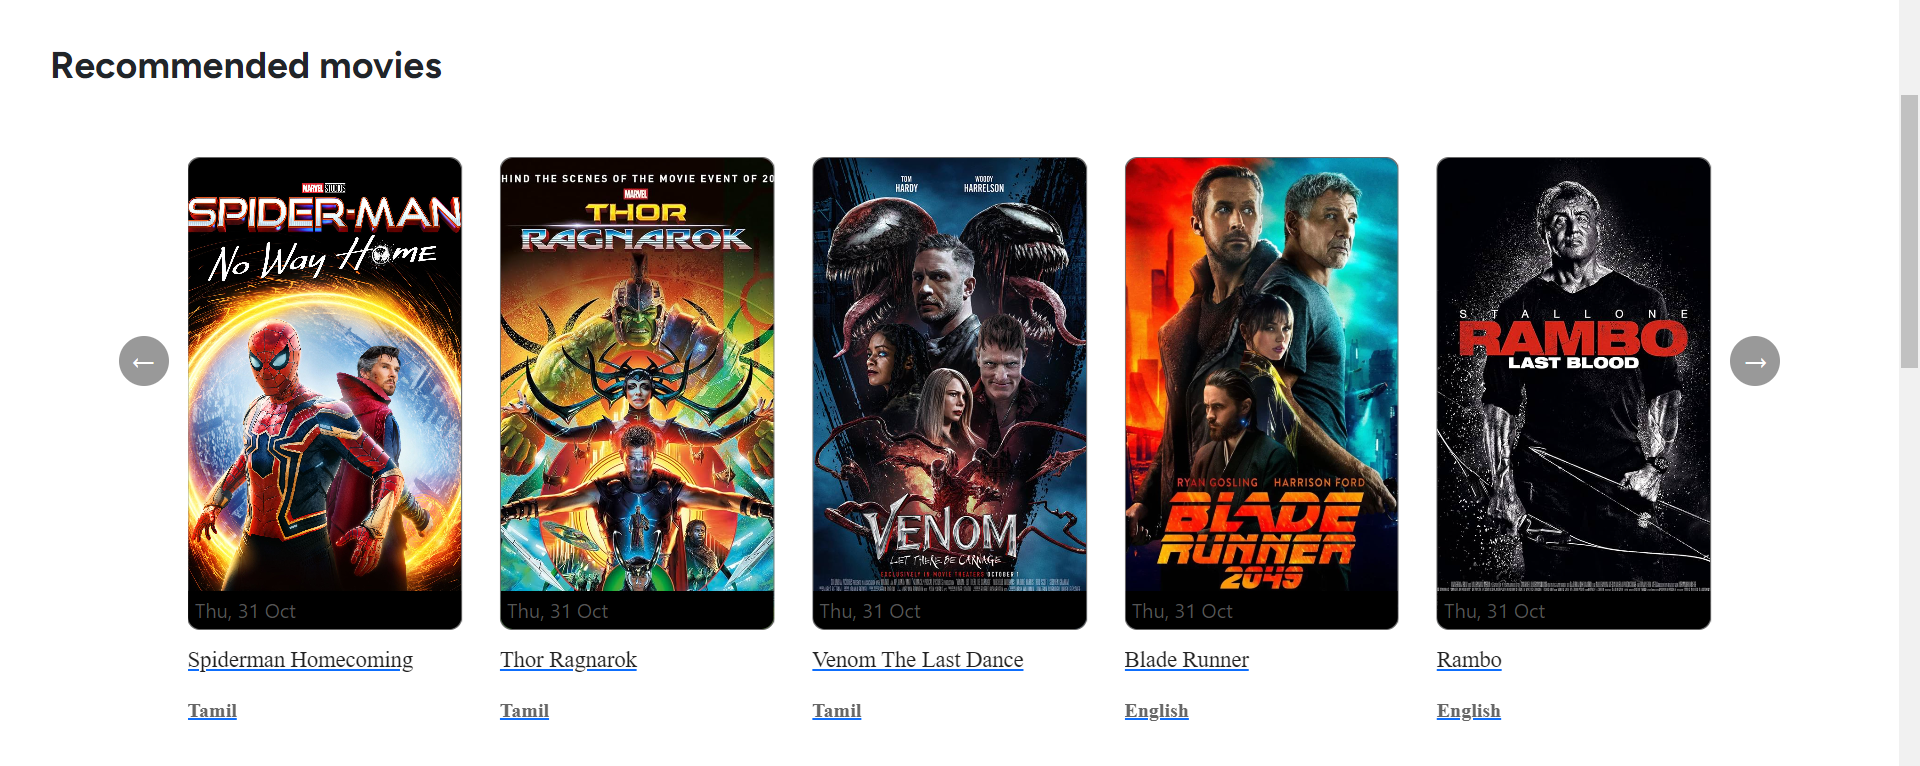 Recommended movies
MARVEL STUDIOS
SPIDER-MAN
No Way Home
Thu, 31 Oct
Spiderman Homecoming
Tamil
HIND THE SCENES OF THE MOVIE EVENT OF 20
MARVEL
THOR
RAGNAROK
Thu, 31 Oct
Thor Ragnarok
Tamil
TOM HARDY
WOODY HARRELSON
VENOM
LET THERE BE CARNAGE
EXCLUSIVELY IN MOVIE THEATERS OCTOBER 1
Thu, 31 Oct
Venom The Last Dance
Tamil
RYAN GOSLING HARRISON FORD
BLADE
RUNNER
2049
Thu, 31 Oct
Blade Runner
English
STALLONE
RAMBO
LAST BLOOD
Thu, 31 Oct
Rambo
English